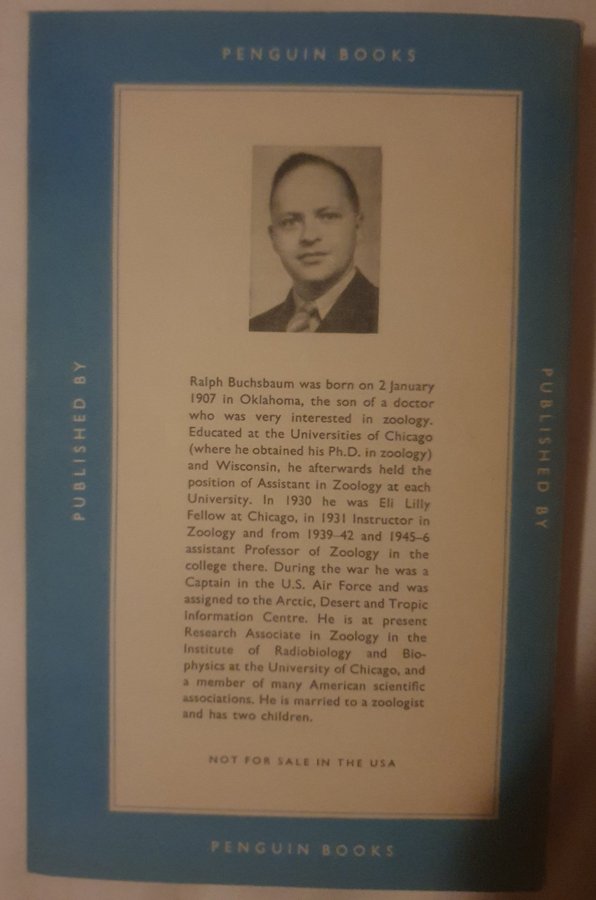 PENGUIN BOOKS
PUBLISHED BY
PUBLISHED BY
Ralph Buchsbaum was born on 2 January
1907 in Oklahoma, the son of a doctor
who was very interested in zoology.
Educated at the Universities of Chicago
(where he obtained his Ph.D. in zoology)
and Wisconsin, he afterwards held the
position of Assistant in Zoology at each
University. In 1930 he was Eli Lilly
Fellow at Chicago, in 1931 Instructor in
Zoology and from 1939–42 and 1945–6
assistant Professor of Zoology in the
college there. During the war he was a
Captain in the U.S. Air Force and was
assigned to the Arctic, Desert and Tropic
Information Centre. He is at present
Research Associate in Zoology in the
Institute of Radiobiology and Bio-
physics at the University of Chicago, and
a member of many American scientific
associations. He is married to a zoologist
and has two children.
NOT FOR SALE IN THE USA
PENGUIN BOOKS